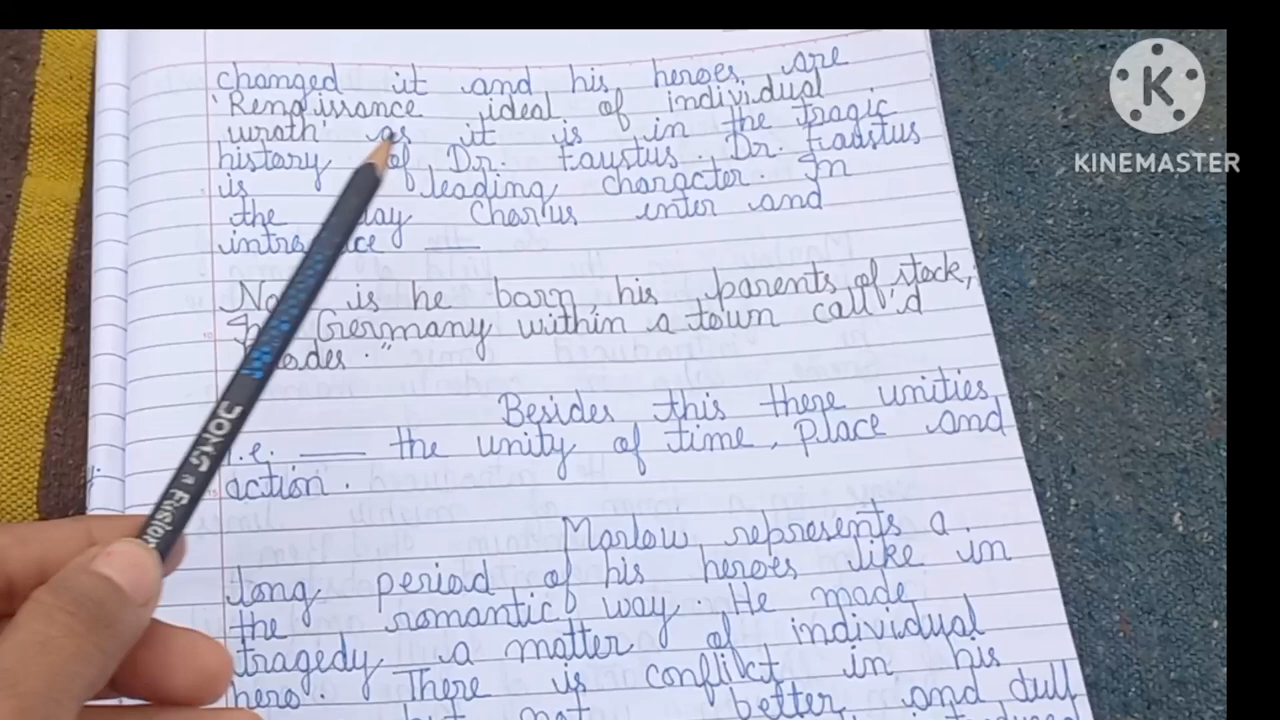 changed it and his heroes are
'Renaissance ideal of individual
wrath' as it is in the tragic
history of Dr. Faustus. Dr. Faustus
is leading character. In
the Chorus enter and
is he born, his parents of stock,
Germany within a town call'd
Besides this there unities,
i.e. — the unity of time, place and
action.
Marlow represents a
long period of his heroes like in
the romantic way. He made
tragedy a matter of individual
hero. There is conflikt in his
but not better and dull
KINEMASTER